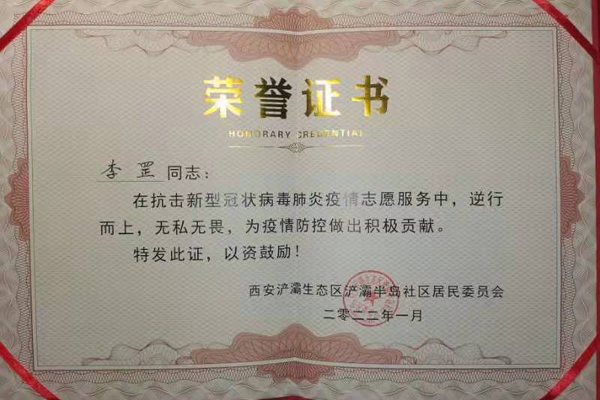 荣誉证书
HONORARY CREDENTIAL
李罡同志：
在抗击新型冠状病毒肺炎疫情志愿服务中，逆行
而上，无私无畏，为疫情防控做出积极贡献。
特发此证，以资鼓励！
西安浐灞生态区浐灞半岛社区居民委员会
二零二二年一月